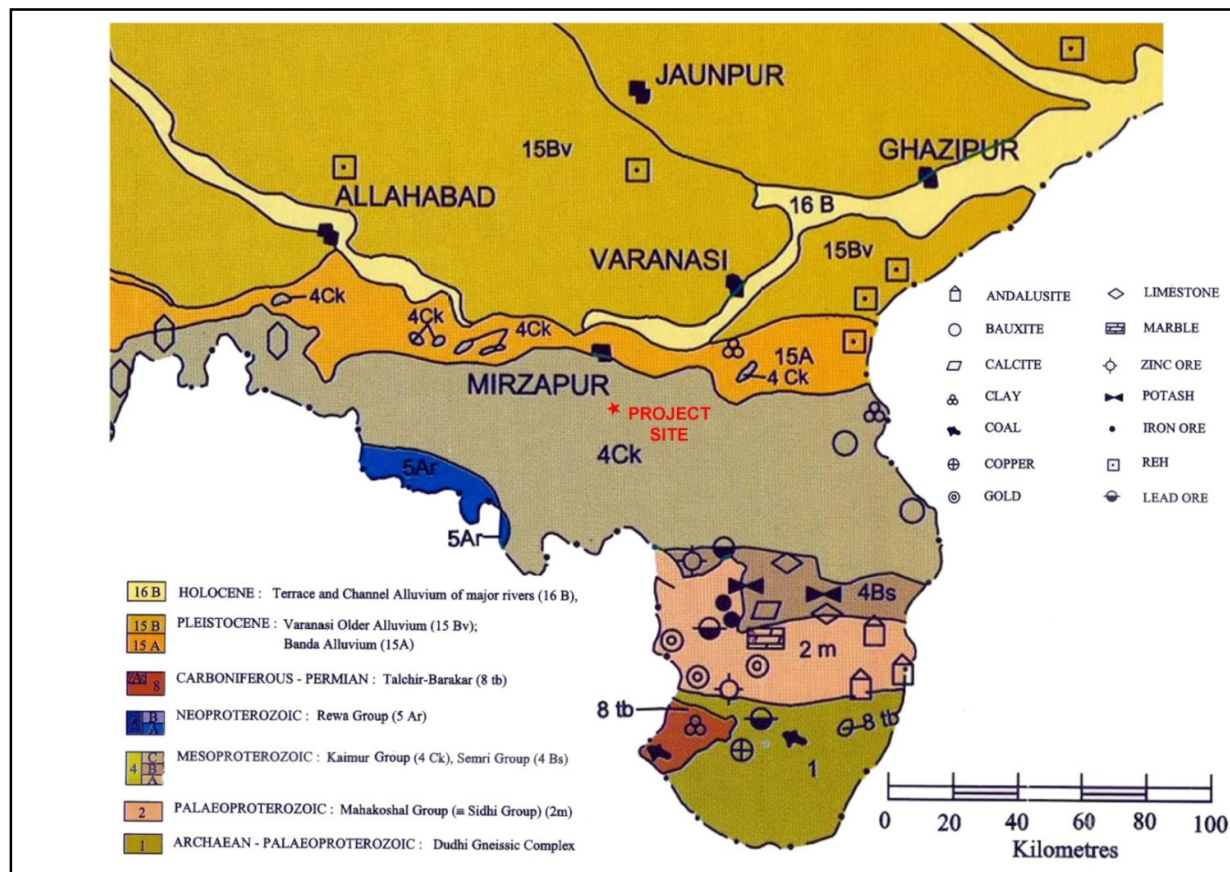 JAUNPUR
15Bv
GHAZIPUR
ALLAHABAD
16 B
VARANASI
15Bv
4Ck
4Ck
4Ck
15A
4 Ck
MIRZAPUR
PROJECT
SITE
4Ck
5Ar
5Ar
4Bs
2 m
8 tb
8 tb
1
ANDALUSITE
LIMESTONE
BAUXITE
MARBLE
CALCITE
ZINC ORE
CLAY
POTASH
COAL
IRON ORE
COPPER
REH
GOLD
LEAD ORE
16 B HOLOCENE : Terrace and Channel Alluvium of major rivers (16 B),
15 B PLEISTOCENE : Varanasi Older Alluvium (15 Bv);
15 A Banda Alluvium (15A)
8 CARBONIFEROUS - PERMIAN : Talchir-Barakar (8 tb)
5 B A NEOPROTEROZOIC : Rewa Group (5 Ar)
4 C B A MESOPROTEROZOIC : Kaimur Group (4 Ck), Semri Group (4 Bs)
2 PALAEOPROTEROZOIC : Mahakoshal Group (= Sidhi Group) (2m)
1 ARCHAEAN - PALAEOPROTEROZOIC : Dudhi Gneissic Complex
0 20 40 60 80 100
Kilometres